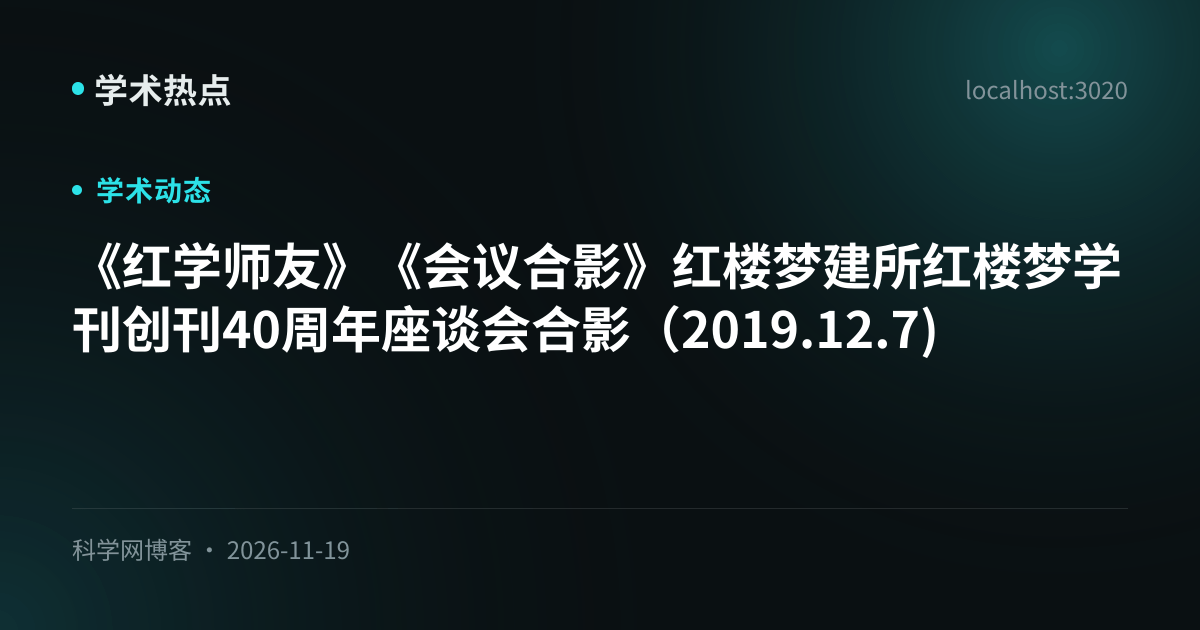 学术热点
localhost:3020
学术动态
《红学师友》《会议合影》红楼梦建所红楼梦学
刊创刊40周年座谈会合影（2019.12.7)
科学网博客 · 2026-11-19